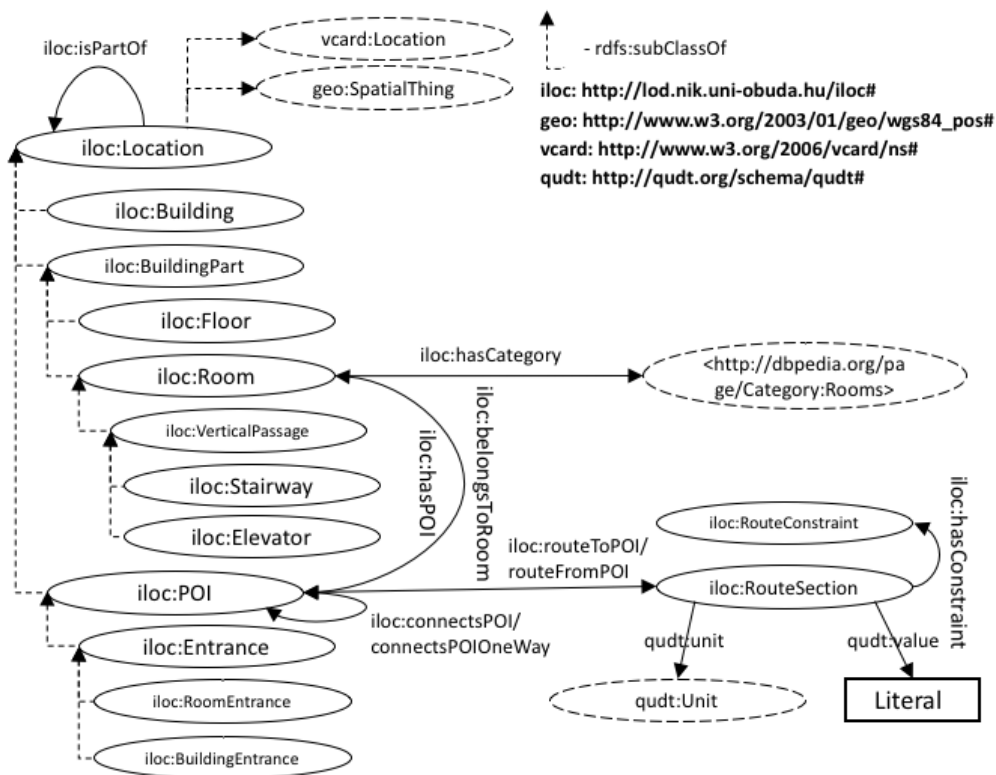 iloc:isPartOf
vcard:Location
geo:SpatialThing
- rdfs:subClassOf
iloc: http://lod.nik.uni-obuda.hu/iloc#
geo: http://www.w3.org/2003/01/geo/wgs84_pos#
vcard: http://www.w3.org/2006/vcard/ns#
qudt: http://qudt.org/schema/qudt#
iloc:Location
iloc:Building
iloc:BuildingPart
iloc:Floor
iloc:Room
iloc:hasCategory
<http://dbpedia.org/pa
ge/Category:Rooms>
iloc:VerticalPassage
iloc:Stairway
iloc:Elevator
iloc:hasPOI
iloc:belongsToRoom
iloc:routeToPOI/
routeFromPOI
iloc:RouteConstraint
iloc:hasConstraint
iloc:RouteSection
iloc:POI
iloc:connectsPOI/
connectsPOIOneWay
iloc:Entrance
iloc:RoomEntrance
iloc:BuildingEntrance
qudt:unit
qudt:value
qudt:Unit
Literal